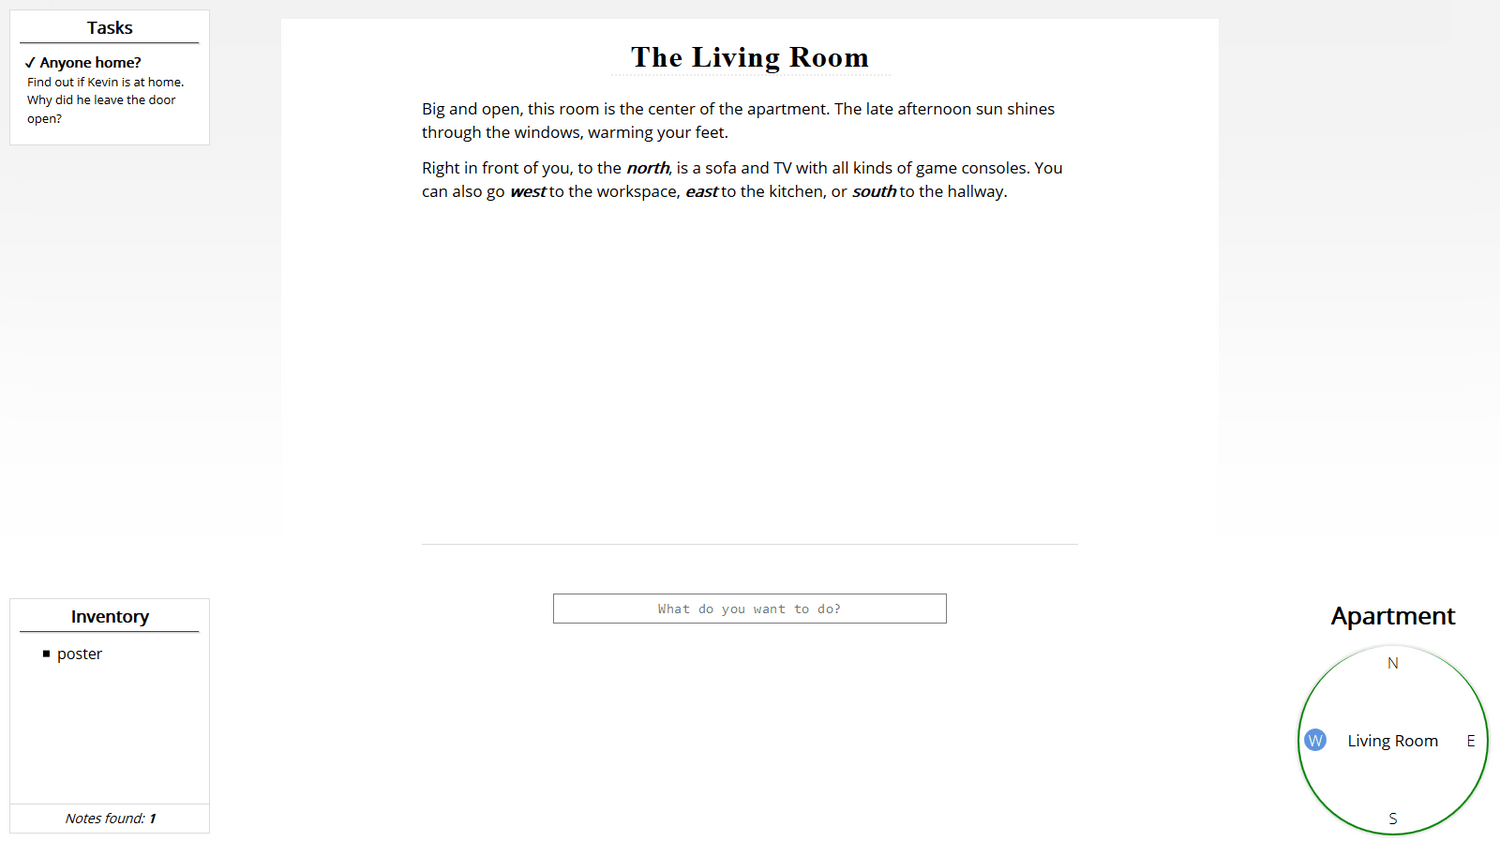 Tasks
✓ Anyone home?
Find out if Kevin is at home.
Why did he leave the door
open?
The Living Room
Big and open, this room is the center of the apartment. The late afternoon sun shines
through the windows, warming your feet.
Right in front of you, to the north, is a sofa and TV with all kinds of game consoles. You
can also go west to the workspace, east to the kitchen, or south to the hallway.
What do you want to do?
Inventory
poster
Notes found: 1
Apartment
N
W Living Room E
S